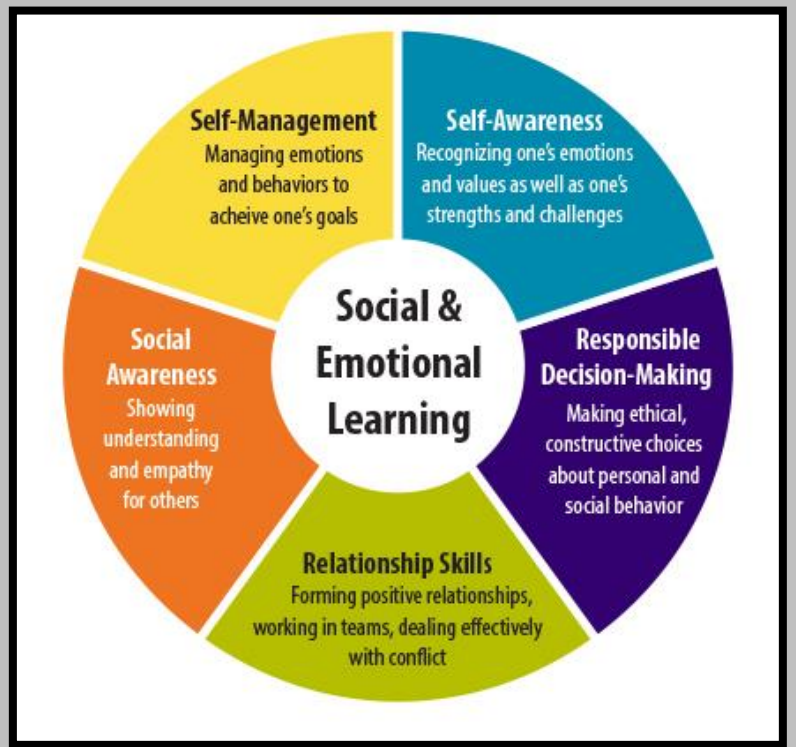 Self-Management
Managing emotions
and behaviors to
acheive one's goals
Self-Awareness
Recognizing one's emotions
and values as well as one's
strengths and challenges
Social &
Emotional
Learning
Social
Awareness
Showing
understanding
and empathy
for others
Responsible
Decision-Making
Making ethical,
constructive choices
about personal and
social behavior
Relationship Skills
Forming positive relationships,
working in teams, dealing effectively
with conflict